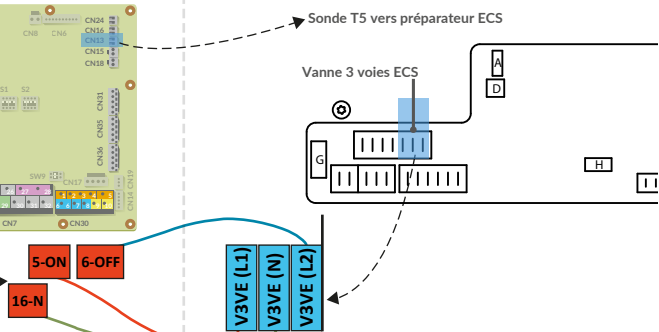 CN24
CN16
CN13
CN15
CN18
CN8
CN6
Sonde T5 vers préparateur ECS
Vanne 3 voies ECS
A
D
S1
S2
CN31
CN35
CN36
G
H
SW9
CN17
CN19
CN14
CN7
CN30
5-ON
6-OFF
16-N
V3VE (L1)
V3VE (N)
V3VE (L2)